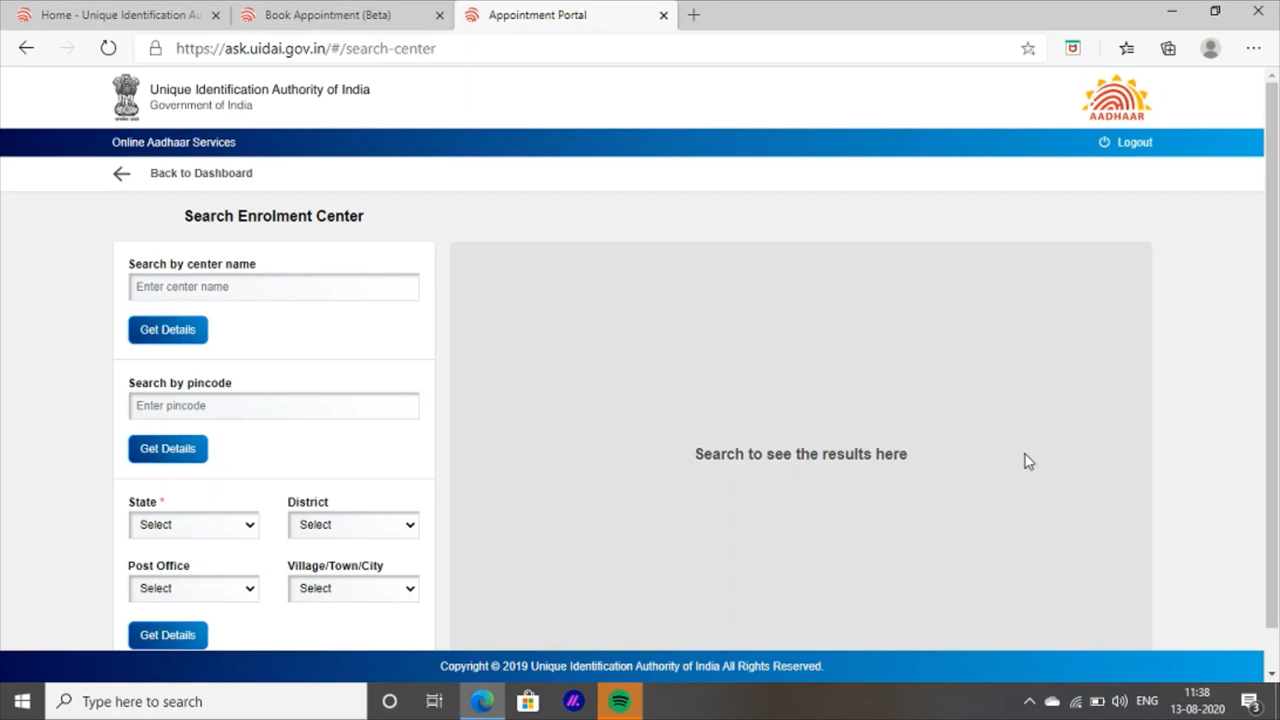 Home - Unique Identification Au
Book Appointment (Beta)
Appointment Portal
https://ask.uidai.gov.in/#/search-center
Unique Identification Authority of India
Government of India
AADHAAR
Online Aadhaar Services
Logout
Back to Dashboard
Search Enrolment Center
Search by center name
Enter center name
Get Details
Search by pincode
Enter pincode
Get Details
State *
District
Select
Select
Post Office
Village/Town/City
Select
Select
Get Details
Search to see the results here
Copyright © 2019 Unique Identification Authority of India All Rights Reserved.
Type here to search
ENG
11:38
13-08-2020
3